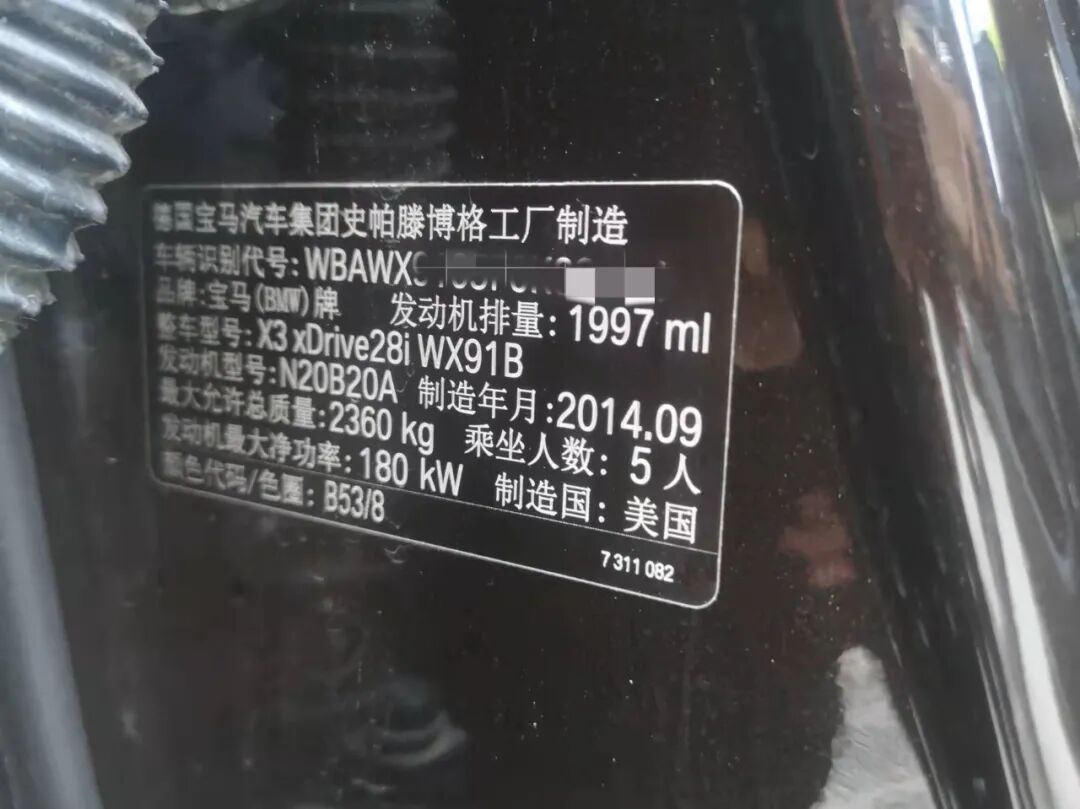 德国宝马汽车集团史帕滕博格工厂制造
车辆识别代号: WBAWX
品牌: 宝马(BMW)牌 发动机排量: 1997 ml
整车型号: X3 xDrive28i WX91B
发动机型号: N20B20A 制造年月: 2014.09
最大允许总质量: 2360 kg 乘坐人数: 5 人
发动机最大净功率: 180 kW 制造国: 美国
颜色代码/色圈: B53/8
7 311 082